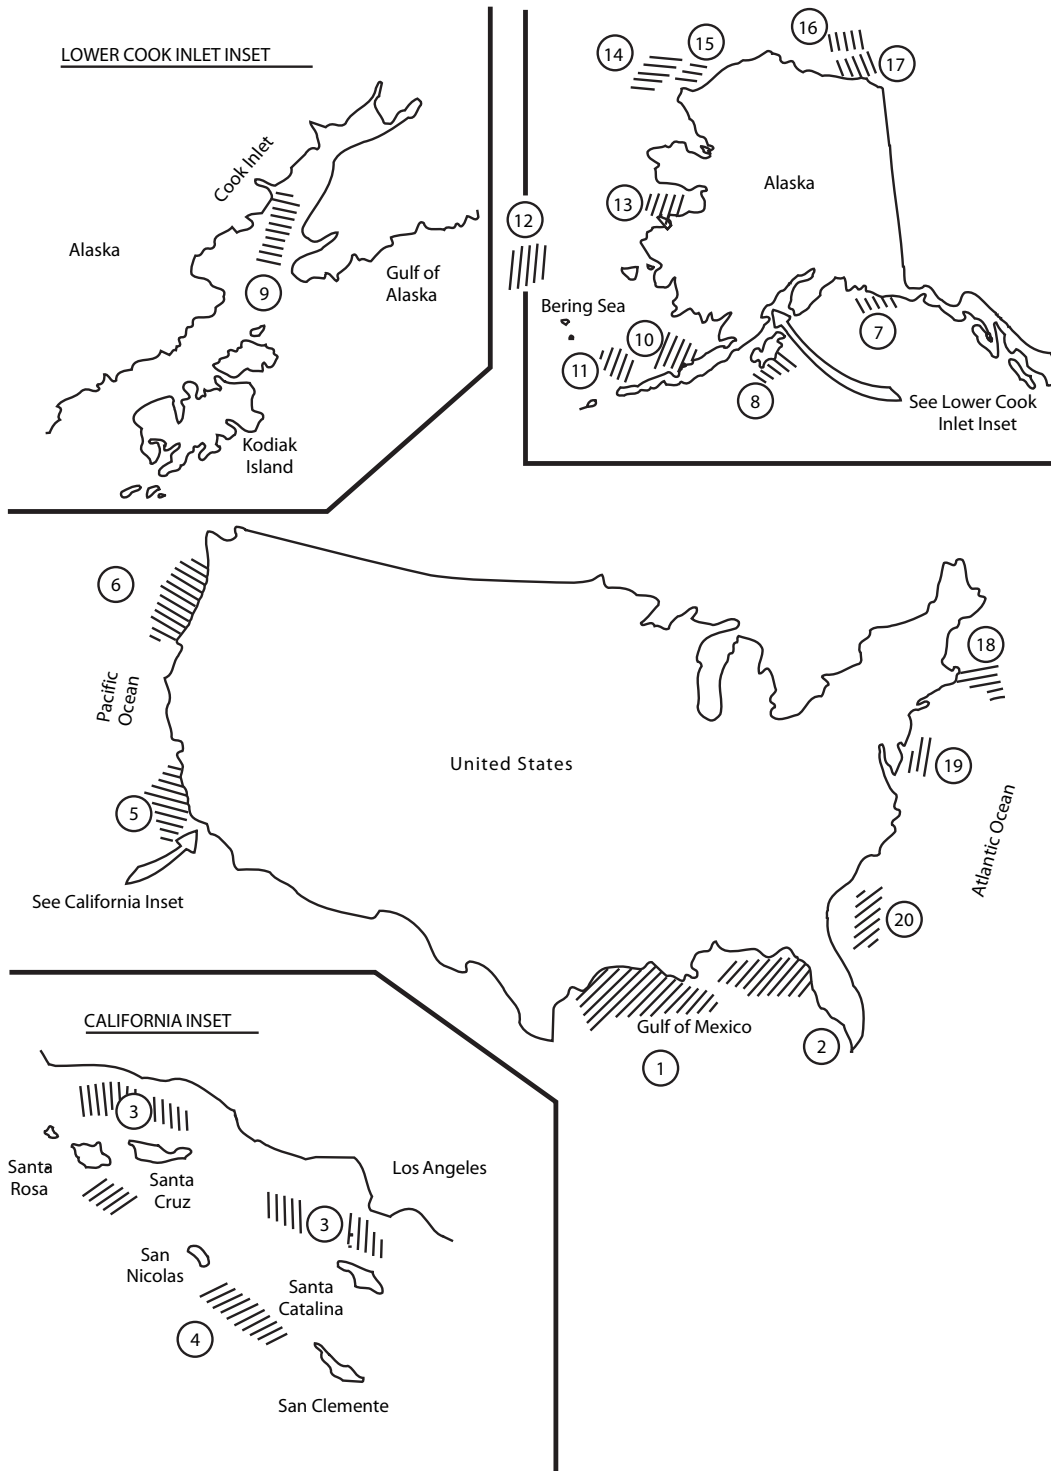 LOWER COOK INLET INSET
Cook Inlet
Alaska
Gulf of
Alaska
9
Kodiak
Island
16
15
14
17
Alaska
13
12
Bering Sea
7
10
11
8
See Lower Cook
Inlet Inset
6
18
Pacific
Ocean
United States
19
5
Atlantic Ocean
See California Inset
20
Gulf of Mexico
2
1
CALIFORNIA INSET
3
Los Angeles
Santa
Rosa
Santa
Cruz
3
San
Nicolas
Santa
Catalina
4
San Clemente